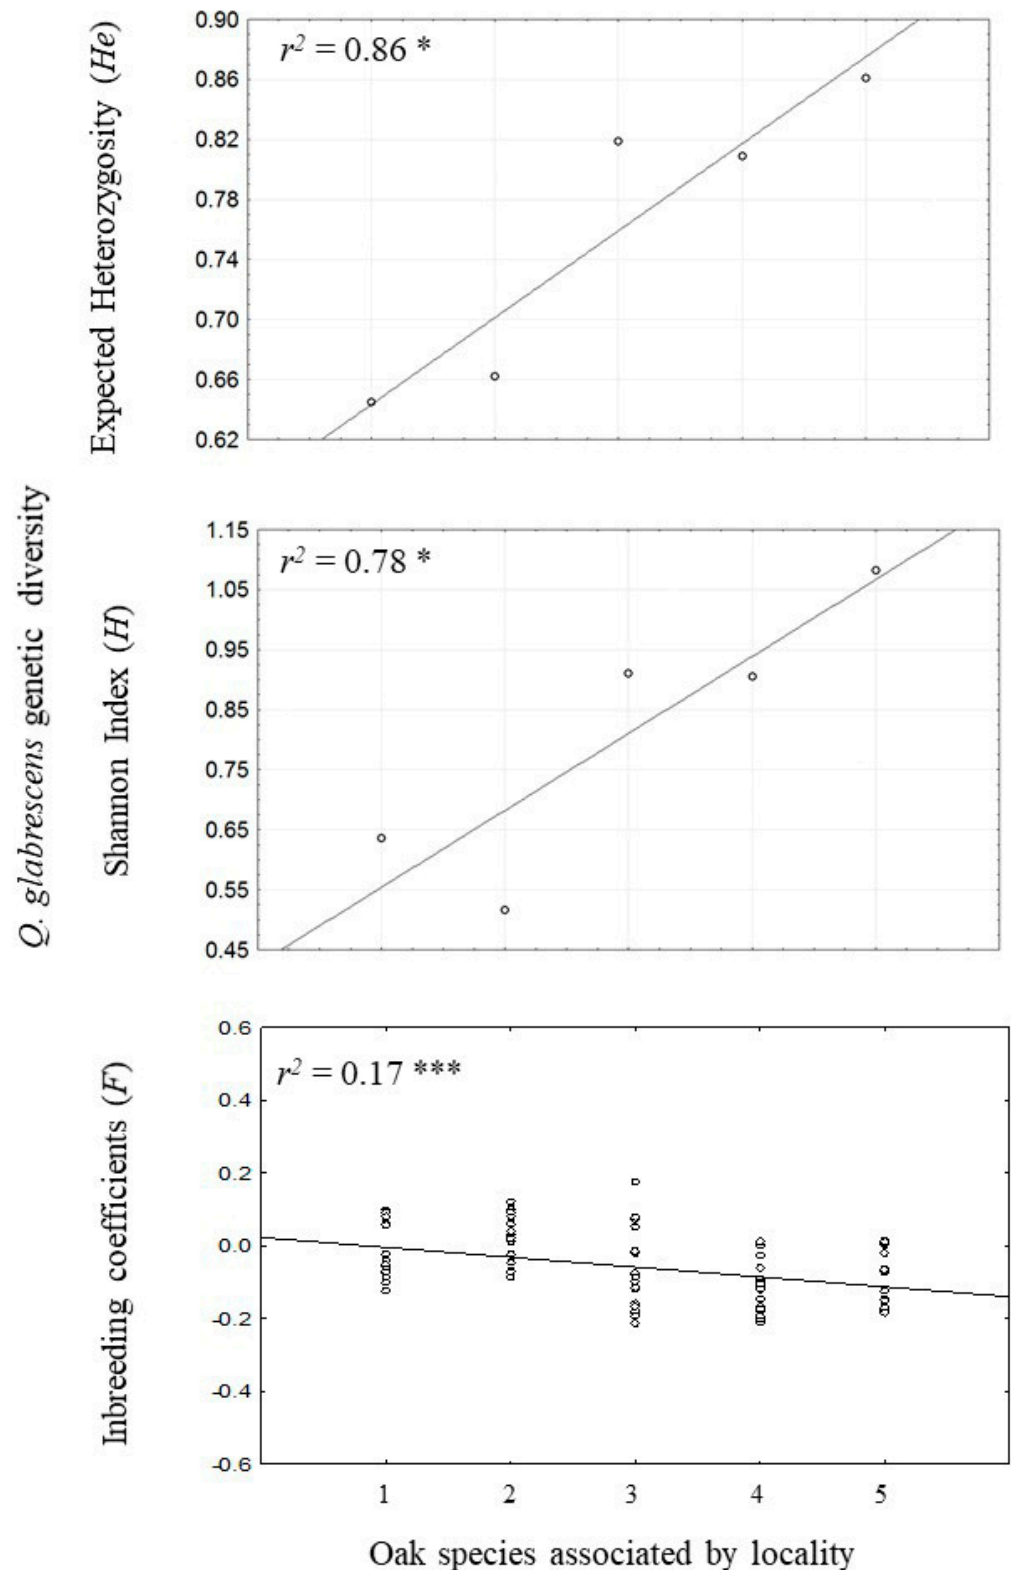 Q. glabrescens genetic diversity
Expected Heterozygosity (He)
r² = 0.86 *
0.90
0.86
0.82
0.78
0.74
0.70
0.66
0.62
Shannon Index (H)
r² = 0.78 *
1.15
1.05
0.95
0.85
0.75
0.65
0.55
0.45
Inbreeding coefficients (F)
r² = 0.17 ***
0.6
0.4
0.2
0.0
-0.2
-0.4
-0.6
1 2 3 4 5
Oak species associated by locality